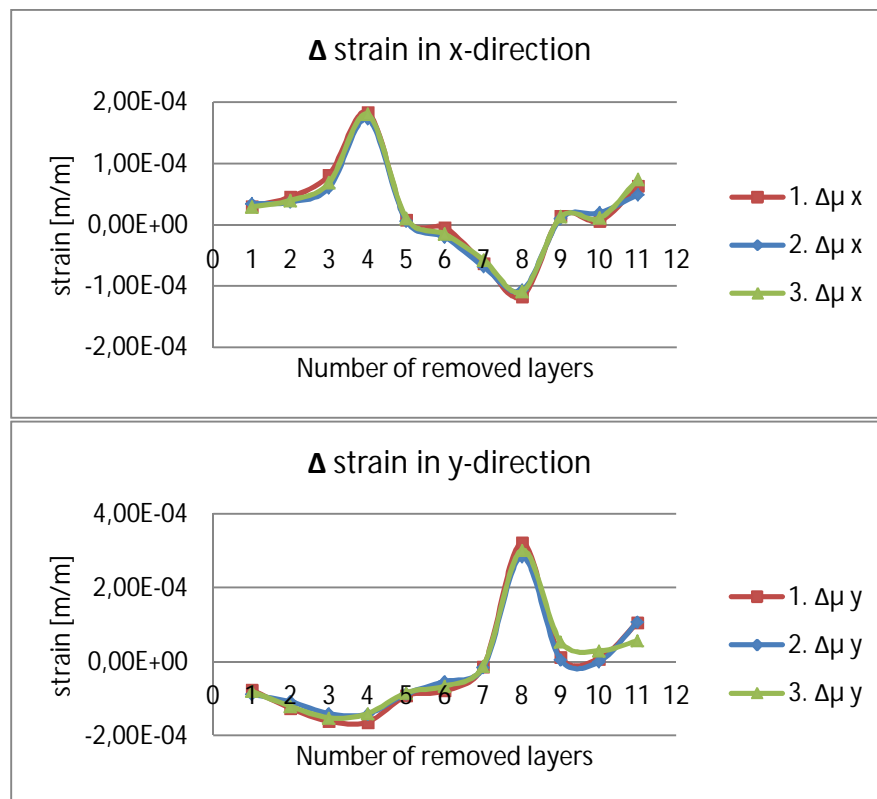 Δ strain in x-direction
2,00E-04
1,00E-04
0,00E+00
-1,00E-04
-2,00E-04
strain [m/m]
0 1 2 3 4 5 6 7 8 9 10 11 12
Number of removed layers
1. Δμ x
2. Δμ x
3. Δμ x
Δ strain in y-direction
4,00E-04
2,00E-04
0,00E+00
-2,00E-04
strain [m/m]
0 1 2 3 4 5 6 7 8 9 10 11 12
Number of removed layers
1. Δμ y
2. Δμ y
3. Δμ y